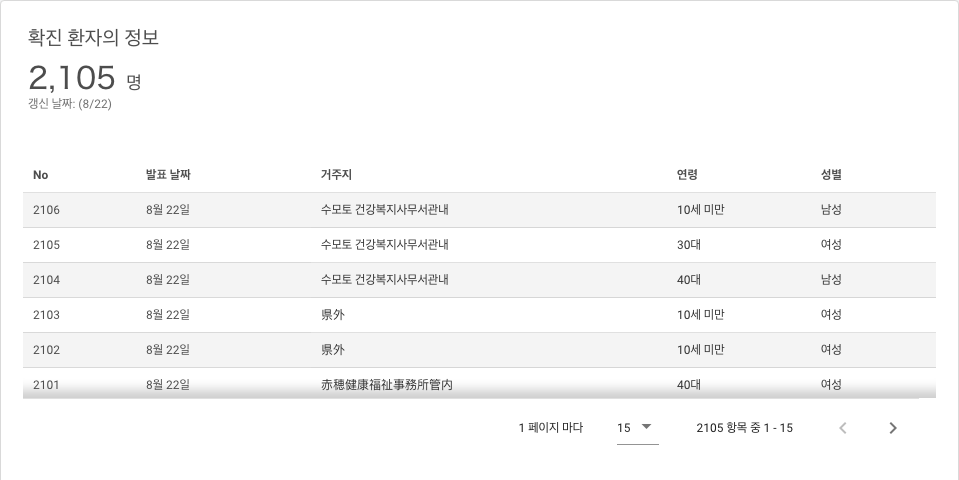 확진 환자의 정보
2,105 명
갱신 날짜: (8/22)
No 발표 날짜 거주지 연령 성별
2106 8월 22일 수모토 건강복지사무서관내 10세 미만 남성
2105 8월 22일 수모토 건강복지사무서관내 30대 여성
2104 8월 22일 수모토 건강복지사무서관내 40대 남성
2103 8월 22일 県外 10세 미만 여성
2102 8월 22일 県外 10세 미만 여성
2101 8월 22일 赤穂健康福祉事務所管内 40대 여성
1 페이지 마다 15 2105 항목 중 1 - 15